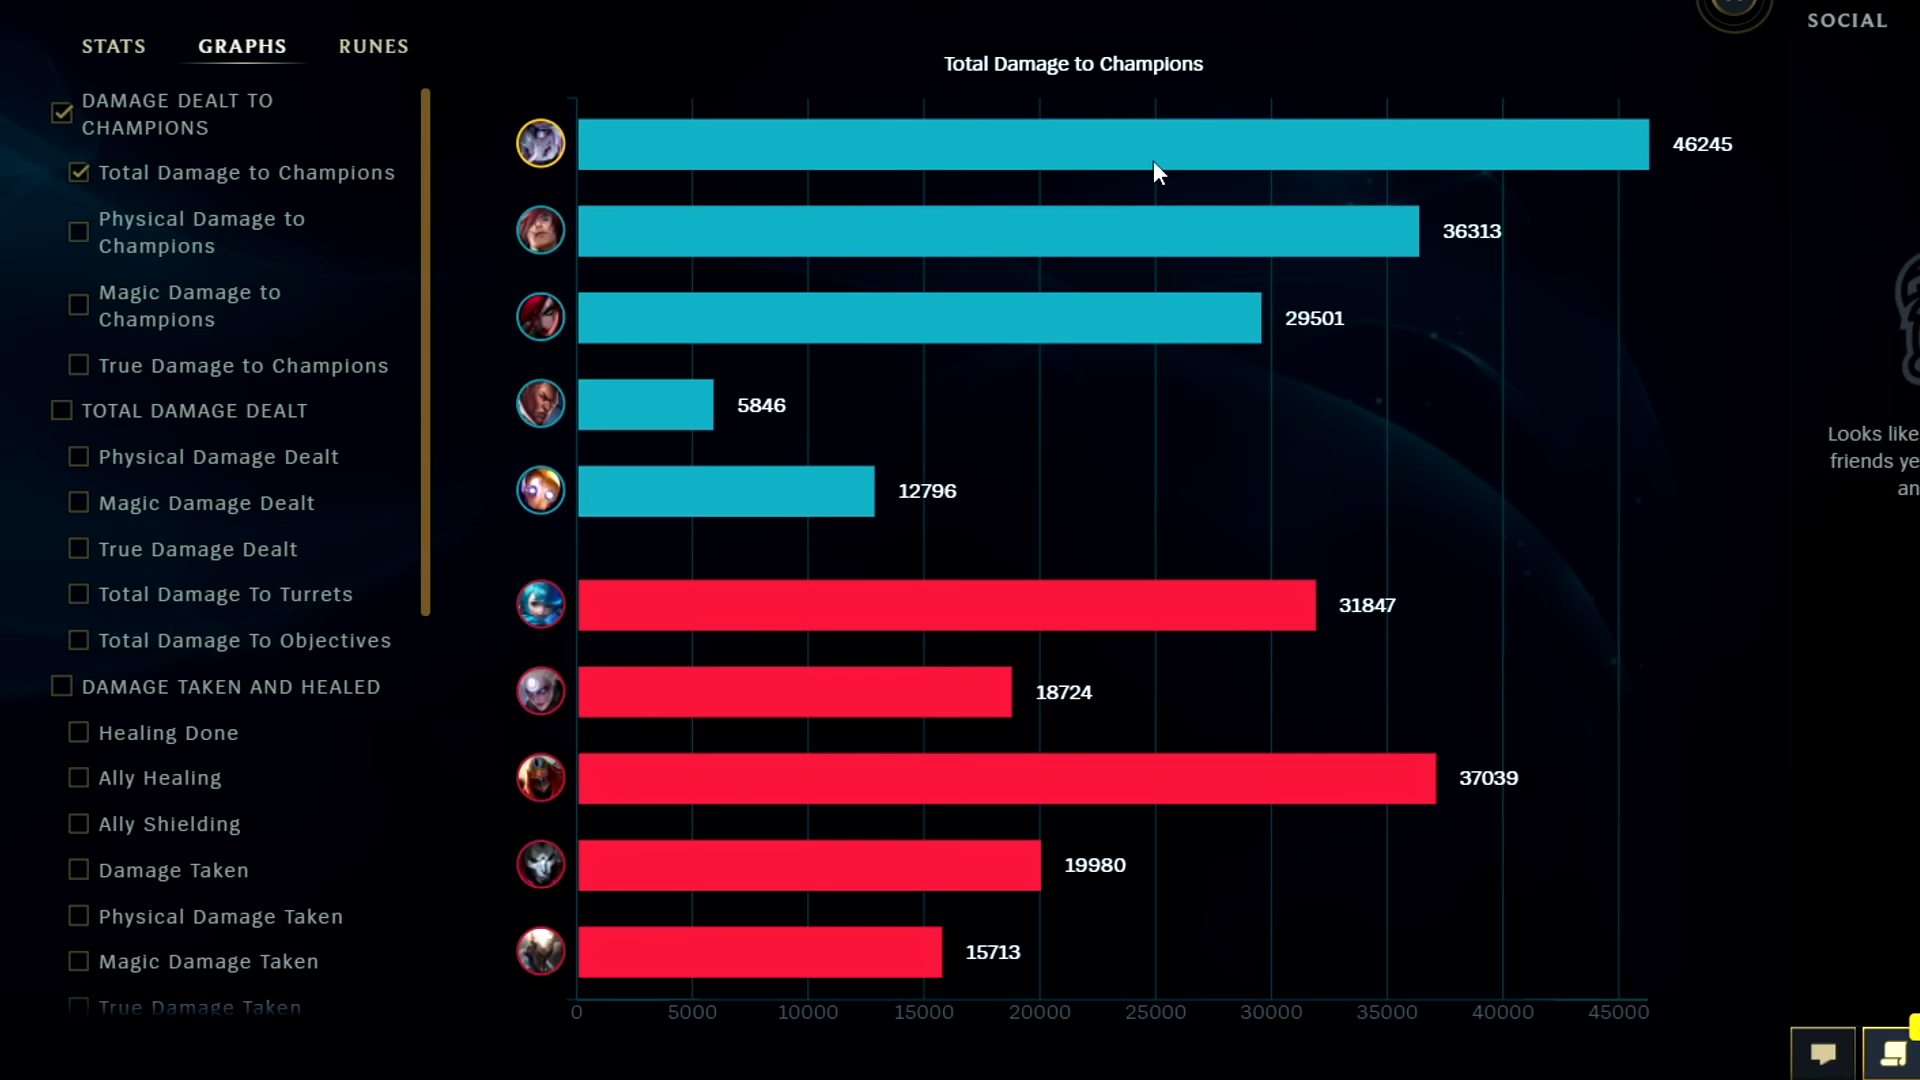 STATS GRAPHS RUNES
SOCIAL
Total Damage to Champions
DAMAGE DEALT TO
CHAMPIONS
Total Damage to Champions
Physical Damage to
Champions
Magic Damage to
Champions
True Damage to Champions
TOTAL DAMAGE DEALT
Physical Damage Dealt
Magic Damage Dealt
True Damage Dealt
Total Damage To Turrets
Total Damage To Objectives
DAMAGE TAKEN AND HEALED
Healing Done
Ally Healing
Ally Shielding
Damage Taken
Physical Damage Taken
Magic Damage Taken
True Damage Taken
46245
36313
29501
5846
12796
31847
18724
37039
19980
15713
0 5000 10000 15000 20000 25000 30000 35000 40000 45000
Looks like
friends ye
an